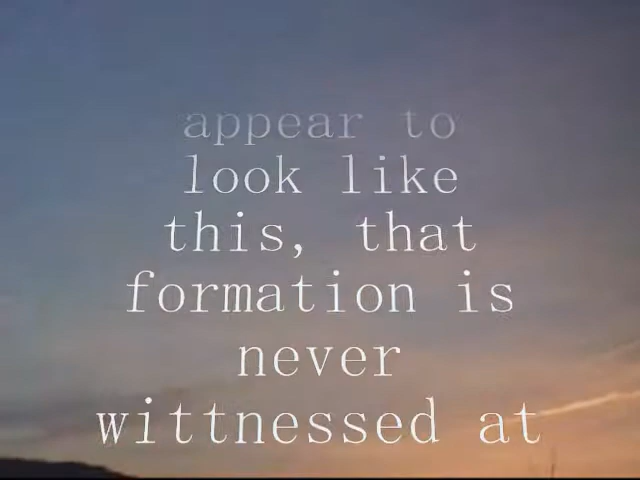 appear to
look like
this, that
formation is
never
wittnessed at